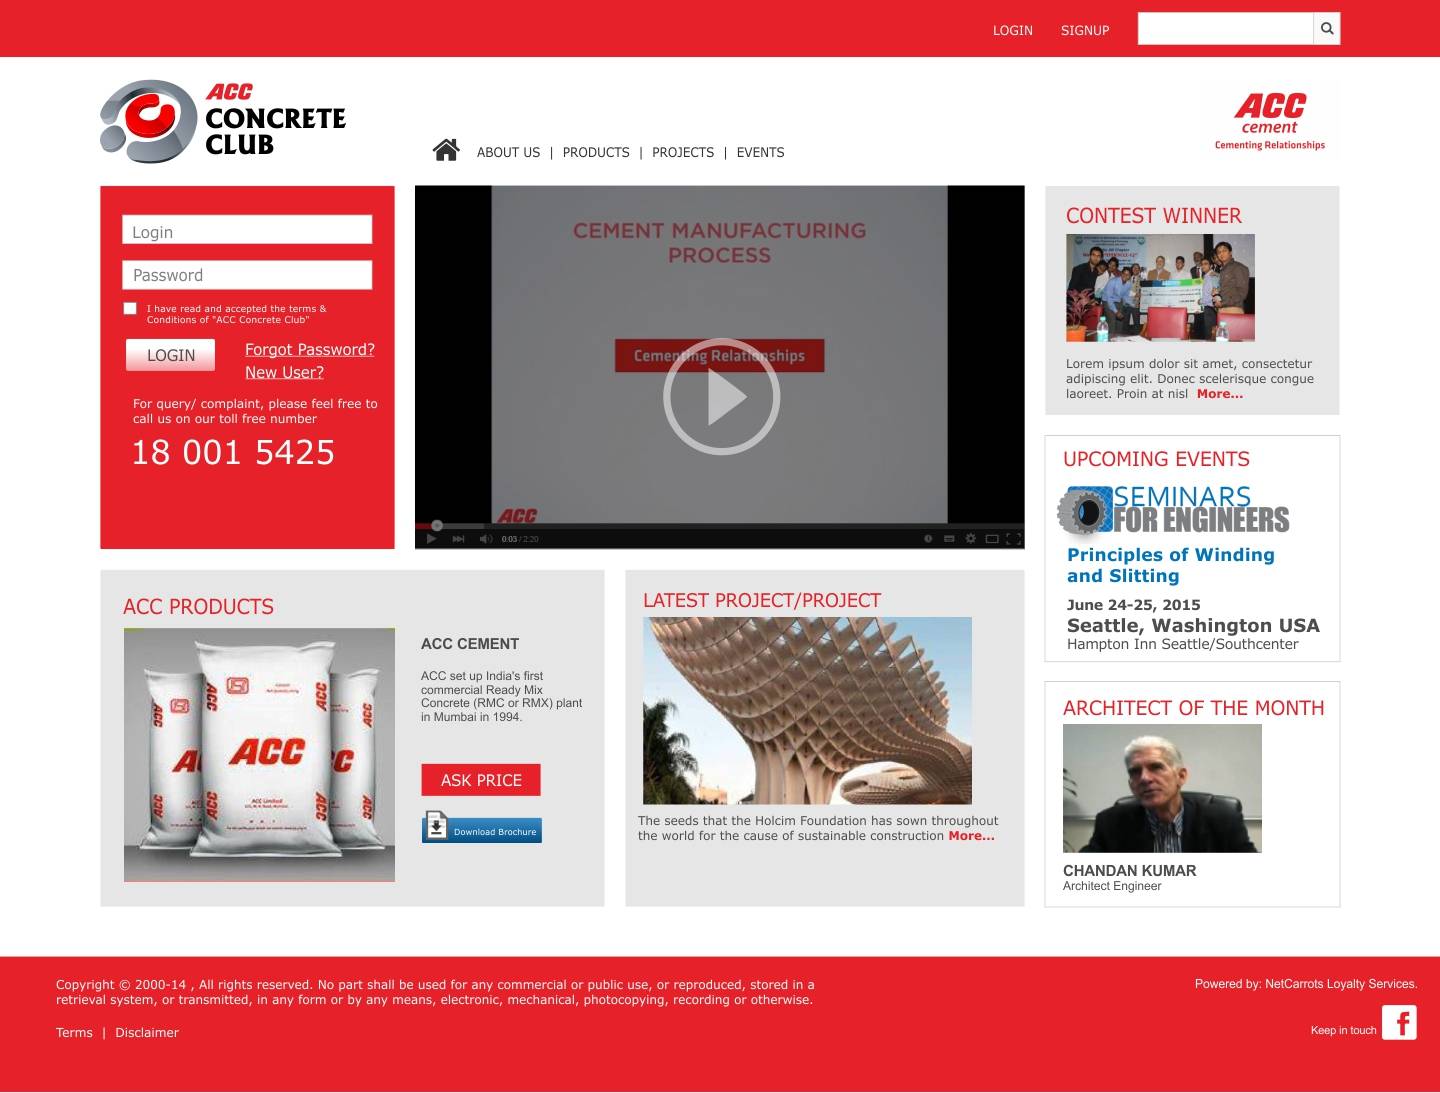 LOGIN SIGNUP
ACC
CONCRETE
CLUB
ABOUT US | PRODUCTS | PROJECTS | EVENTS
ACC
cement
Cementing Relationships
Login
Password
I have read and accepted the terms &
Conditions of "ACC Concrete Club"
LOGIN
Forgot Password?
New User?
For query/ complaint, please feel free to
call us on our toll free number
18 001 5425
CEMENT MANUFACTURING
PROCESS
Cementing Relationships
ACC
0:03 / 2:20
CONTEST WINNER
Lorem ipsum dolor sit amet, consectetur
adipiscing elit. Donec scelerisque congue
laoreet. Proin at nisl More...
UPCOMING EVENTS
SEMINARS
FOR ENGINEERS
Principles of Winding
and Slitting
June 24-25, 2015
Seattle, Washington USA
Hampton Inn Seattle/Southcenter
ACC PRODUCTS
ACC
ACC
ACC
ACC
ACC Limited
ACC CEMENT
ACC set up India's first
commercial Ready Mix
Concrete (RMC or RMX) plant
in Mumbai in 1994.
ASK PRICE
Download Brochure
LATEST PROJECT/PROJECT
The seeds that the Holcim Foundation has sown throughout
the world for the cause of sustainable construction More...
ARCHITECT OF THE MONTH
CHANDAN KUMAR
Architect Engineer
Copyright © 2000-14 , All rights reserved. No part shall be used for any commercial or public use, or reproduced, stored in a
retrieval system, or transmitted, in any form or by any means, electronic, mechanical, photocopying, recording or otherwise.
Terms | Disclaimer
Powered by: NetCarrots Loyalty Services.
Keep in touch